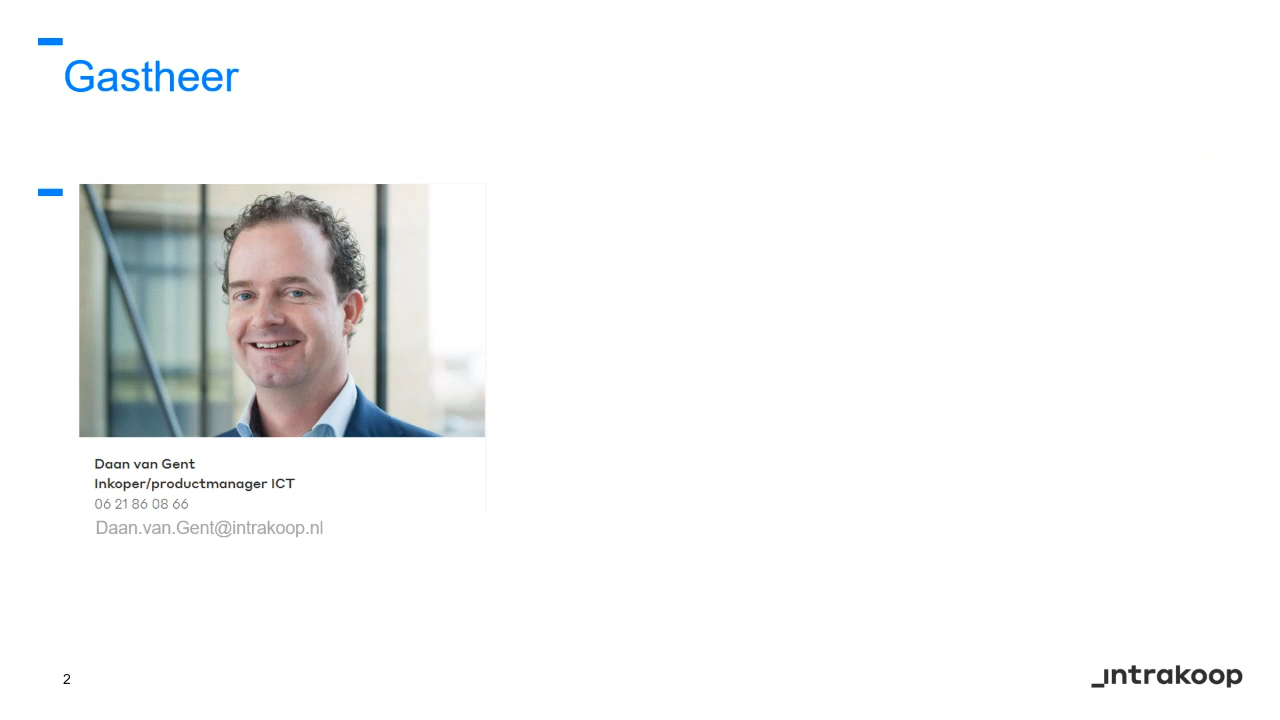 Gastheer
Daan van Gent
Inkoper/productmanager ICT
06 21 86 08 66
Daan.van.Gent@intrakoop.nl
2
_intrakoop